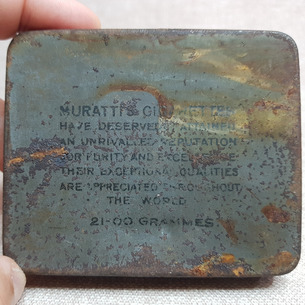 MURATTI'S CIGARETTES
HAVE DESERVEDLY ATTAINED
AN UNRIVALLED REPUTATION
FOR PURITY AND EXCELLENCE
THEIR EXCEPTIONAL QUALITIES
ARE APPRECIATED THROUGHOUT
THE WORLD
21-00 GRAMMES